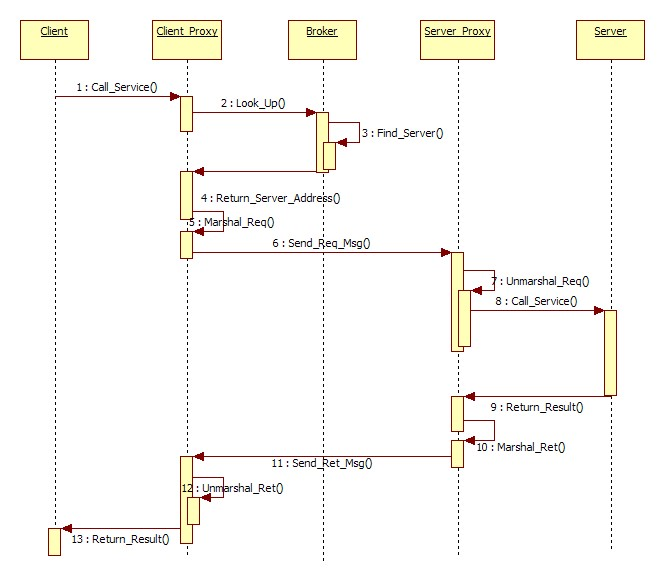 Client
Client_Proxy
Broker
Server_Proxy
Server
1 : Call_Service()
2 : Look_Up()
3 : Find_Server()
4 : Return_Server_Address()
5 : Marshal_Req()
6 : Send_Req_Msg()
7 : Unmarshal_Req()
8 : Call_Service()
9 : Return_Result()
10 : Marshal_Ret()
11 : Send_Ret_Msg()
12 : Unmarshal_Ret()
13 : Return_Result()